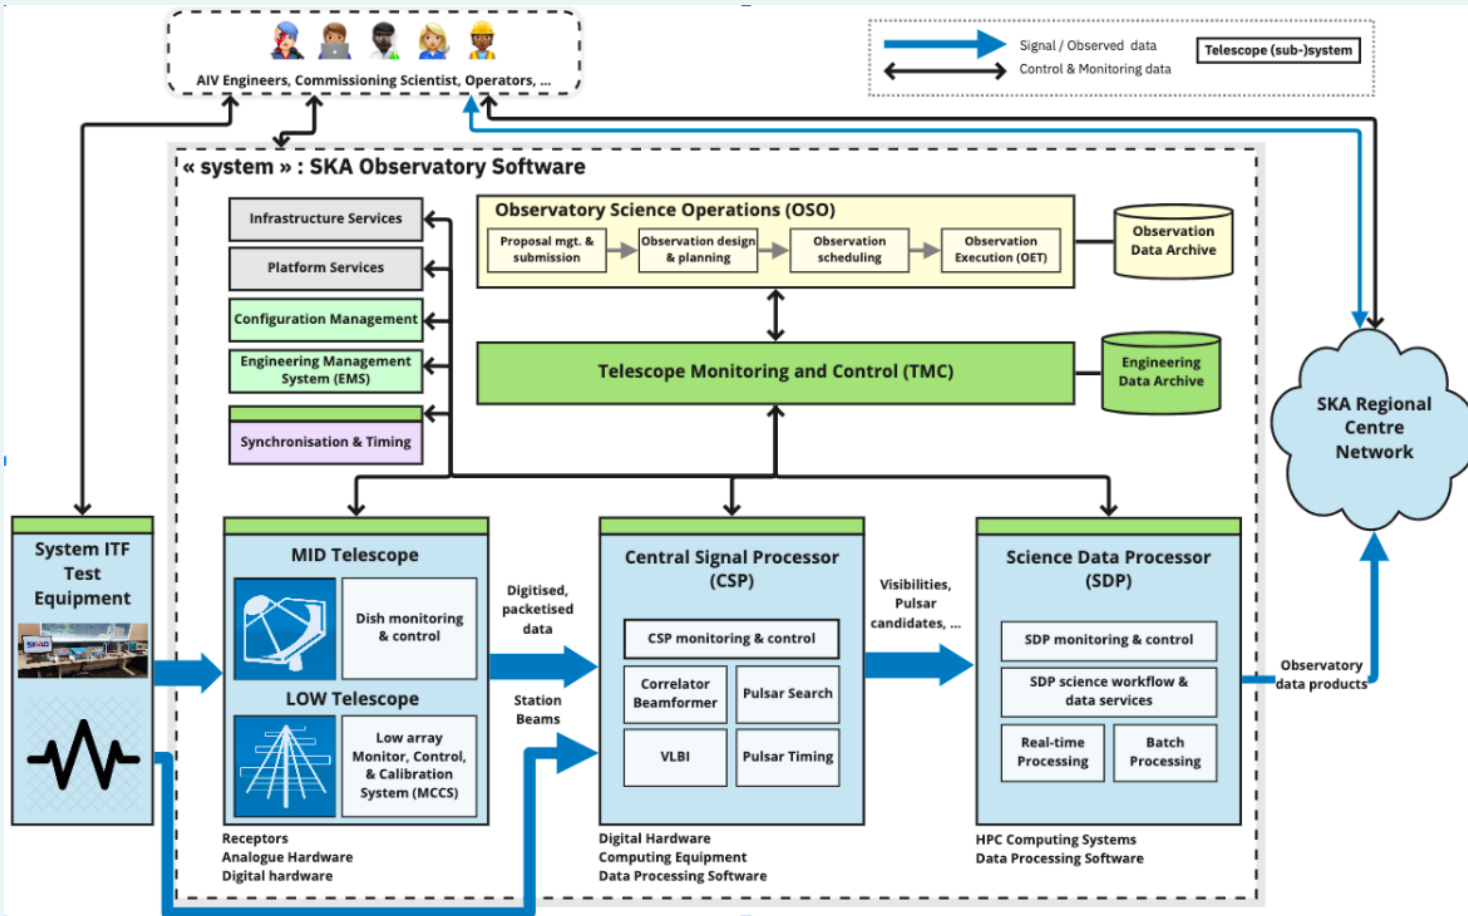 AIV Engineers, Commissioning Scientist, Operators, ...
Signal / Observed data
Control & Monitoring data
Telescope (sub-)system
« system » : SKA Observatory Software
Infrastructure Services
Platform Services
Configuration Management
Engineering Management
System (EMS)
Synchronisation & Timing
Observatory Science Operations (OSO)
Proposal mgt. &
submission
Observation design
& planning
Observation
scheduling
Observation
Execution (OET)
Observation
Data Archive
Telescope Monitoring and Control (TMC)
Engineering
Data Archive
SKA Regional
Centre
Network
System ITF
Test
Equipment
MID Telescope
Dish monitoring
& control
LOW Telescope
Low array
Monitor, Control,
& Calibration
System (MCCS)
Receptors
Analogue Hardware
Digital hardware
Digitised,
packetised
data
Station
Beams
Central Signal Processor
(CSP)
CSP monitoring & control
Correlator
Beamformer
Pulsar Search
VLBI
Pulsar Timing
Digital Hardware
Computing Equipment
Data Processing Software
Visibilities,
Pulsar
candidates, ...
Science Data Processor
(SDP)
SDP monitoring & control
SDP science workflow &
data services
Real-time
Processing
Batch
Processing
HPC Computing Systems
Data Processing Software
Observatory
data products